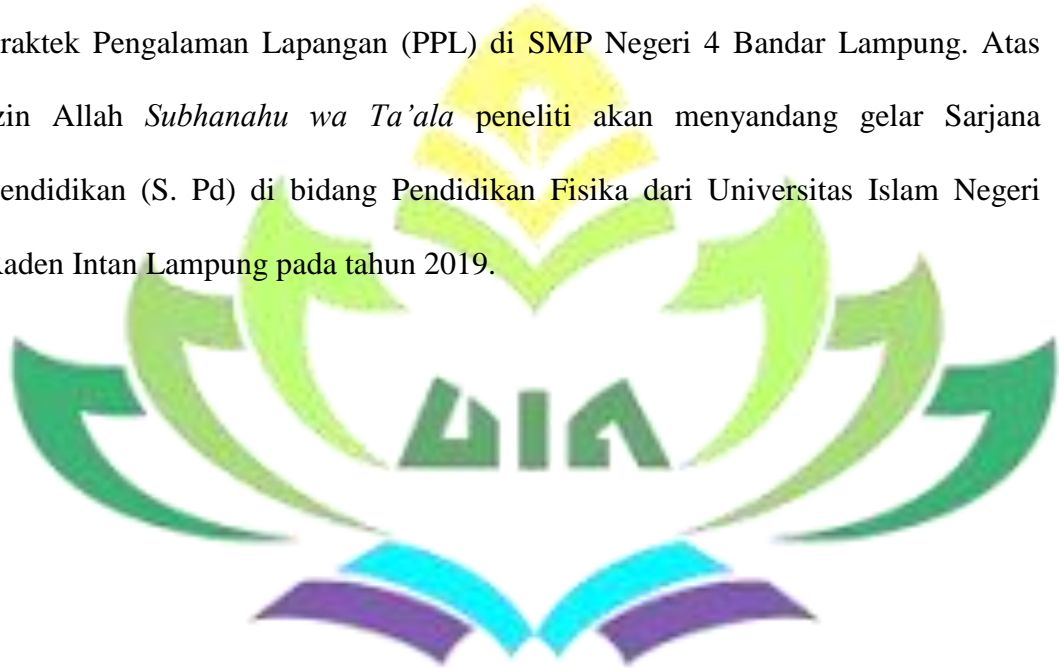 raktek Pengalaman Lapangan (PPL) di SMP Negeri 4 Bandar Lampung. Atas
zin Allah Subhanahu wa Ta’ala peneliti akan menyandang gelar Sarjana
endidikan (S. Pd) di bidang Pendidikan Fisika dari Universitas Islam Negeri
aden Intan Lampung pada tahun 2019.
UIN